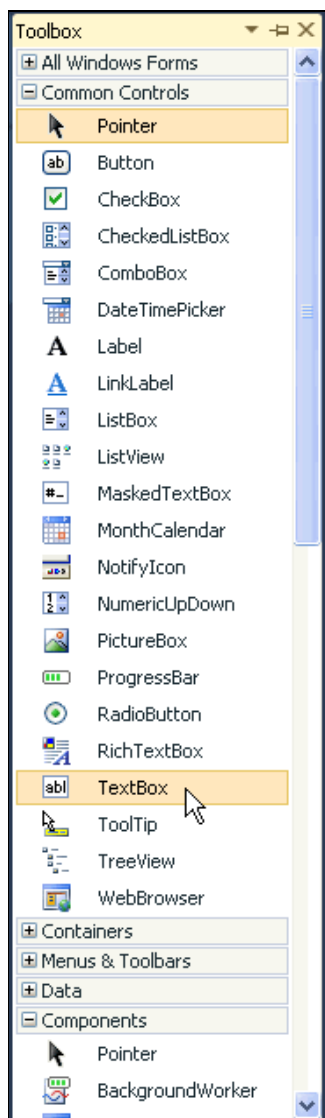 Toolbox
All Windows Forms
Common Controls
Pointer
Button
CheckBox
CheckedListBox
ComboBox
DateTimePicker
Label
LinkLabel
ListBox
ListView
MaskedTextBox
MonthCalendar
NotifyIcon
NumericUpDown
PictureBox
ProgressBar
RadioButton
RichTextBox
TextBox
ToolTip
TreeView
WebBrowser
Containers
Menus & Toolbars
Data
Components
Pointer
BackgroundWorker